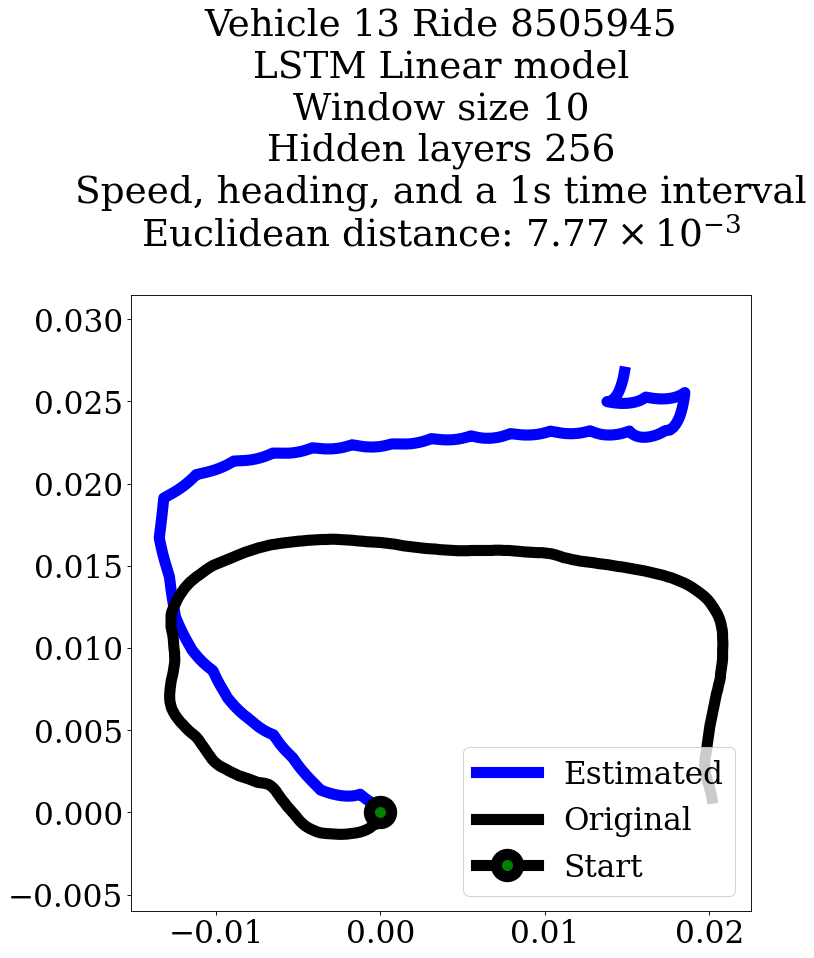 Vehicle 13 Ride 8505945
LSTM Linear model
Window size 10
Hidden layers 256
Speed, heading, and a 1s time interval
Euclidean distance: 7.77 × 10⁻³
0.030
0.025
0.020
0.015
0.010
0.005
0.000
−0.005
−0.01 0.00 0.01 0.02
Estimated
Original
Start